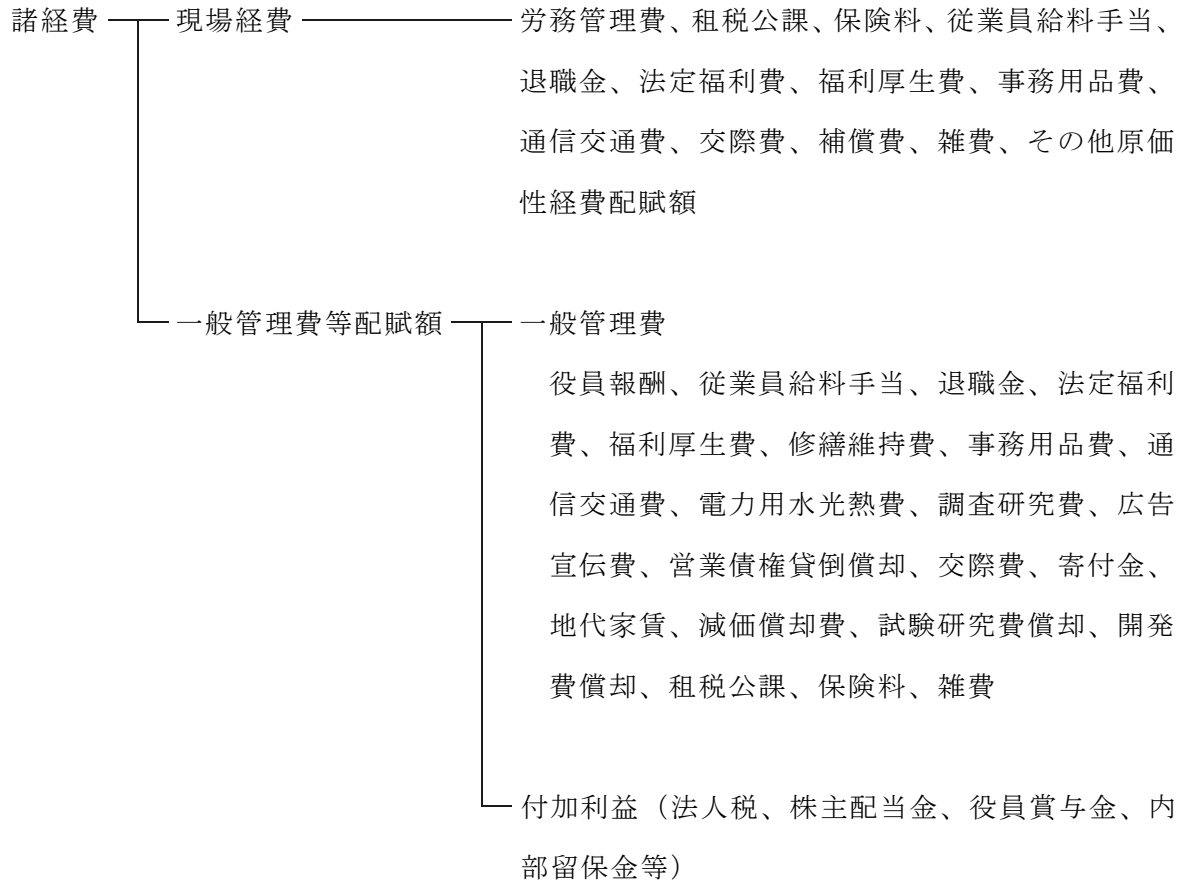 諸経費 現場経費 労務管理費、租税公課、保険料、従業員給料手当、
退職金、法定福利費、福利厚生費、事務用品費、
通信交通費、交際費、補償費、雑費、その他原価
性経費配賦額
一般管理費等配賦額 一般管理費
役員報酬、従業員給料手当、退職金、法定福利
費、福利厚生費、修繕維持費、事務用品費、通
信交通費、電力用水光熱費、調査研究費、広告
宣伝費、営業債権貸倒償却、交際費、寄付金、
地代家賃、減価償却費、試験研究費償却、開発
費償却、租税公課、保険料、雑費
付加利益（法人税、株主配当金、役員賞与金、内
部留保金等）